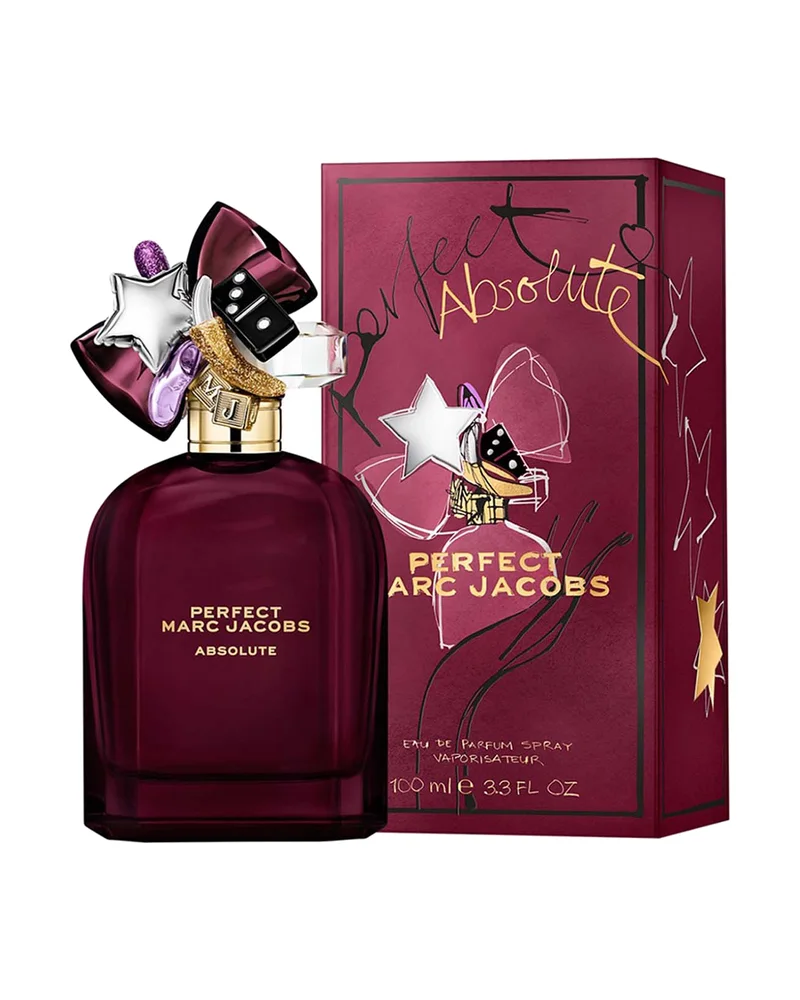 Perfect
Absolute
MJ
PERFECT
MARC JACOBS
ABSOLUTE
PERFECT
ARC JACOBS
EAU DE PARFUM SPRAY
VAPORISATEUR
100 ml e 3.3 FL OZ